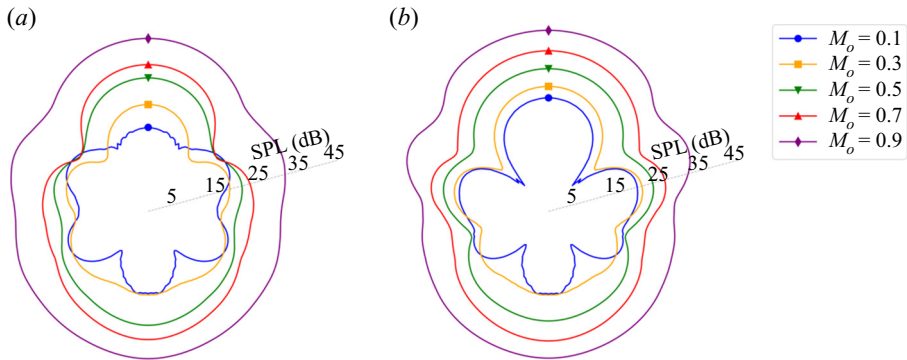 (a)
(b)
M_o = 0.1
M_o = 0.3
M_o = 0.5
M_o = 0.7
M_o = 0.9
SPL (dB)
5 15 25 35 45
SPL (dB)
5 15 25 35 45